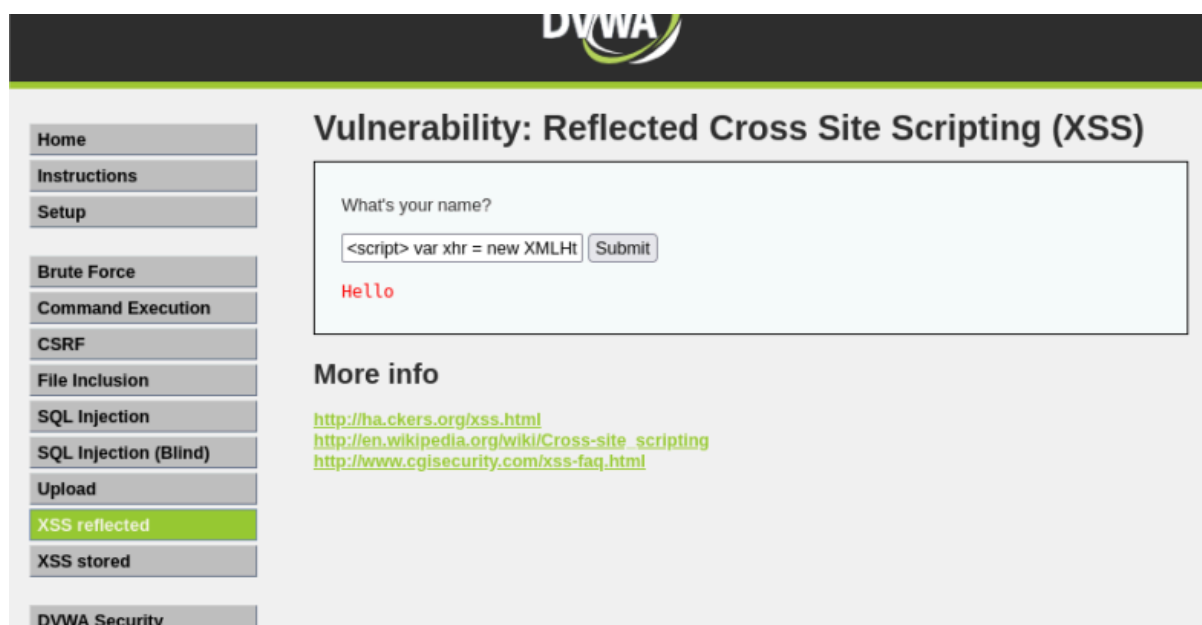 DVWA
Home
Instructions
Setup
Brute Force
Command Execution
CSRF
File Inclusion
SQL Injection
SQL Injection (Blind)
Upload
XSS reflected
XSS stored
DVWA Security
Vulnerability: Reflected Cross Site Scripting (XSS)
What's your name?
<script> var xhr = new XMLHt Submit
Hello
More info
http://ha.ckers.org/xss.html
http://en.wikipedia.org/wiki/Cross-site_scripting
http://www.cgisecurity.com/xss-faq.html